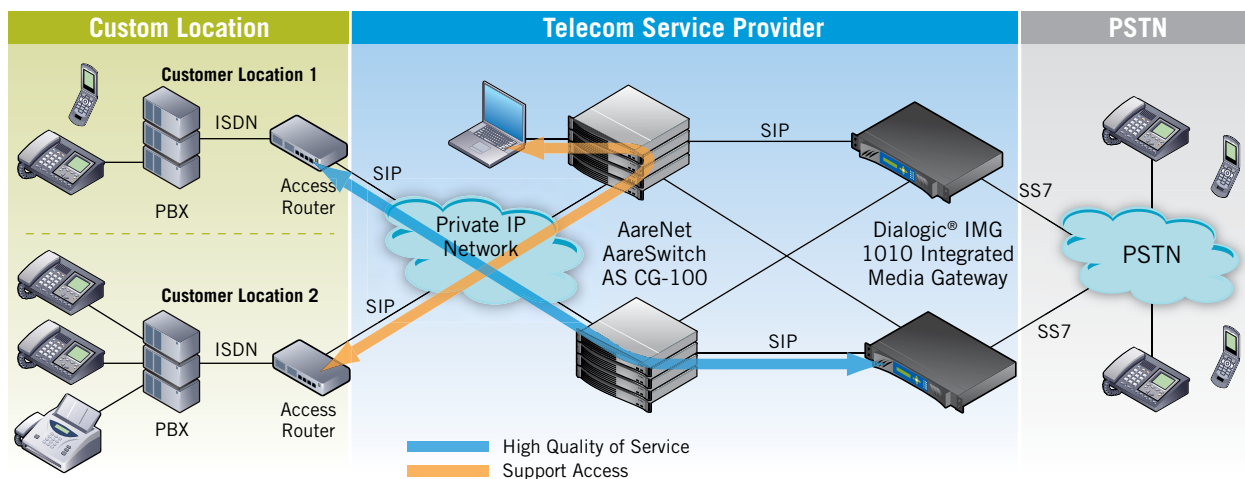 Custom Location
Telecom Service Provider
PSTN
Customer Location 1
ISDN
PBX
Access
Router
SIP
Private IP
Network
SIP
AareNet
AareSwitch
AS CG-100
Dialogic® IMG
1010 Integrated
Media Gateway
SS7
PSTN
Customer Location 2
ISDN
PBX
Access
Router
SIP
SIP
SS7
High Quality of Service
Support Access